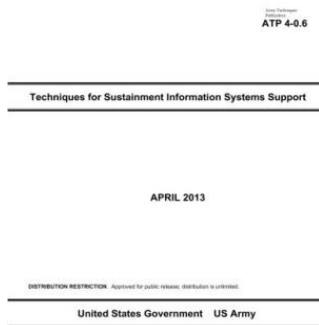 Army Techniques
Publication
ATP 4-0.6
Techniques for Sustainment Information Systems Support
APRIL 2013
DISTRIBUTION RESTRICTION. Approved for public release; distribution is unlimited.
United States Government US Army